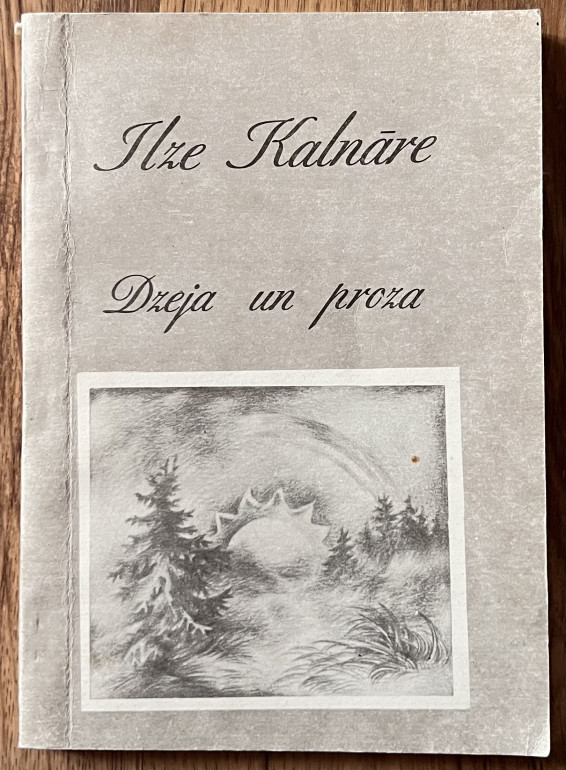 Ilze Kalnāre
Dzeja un proza